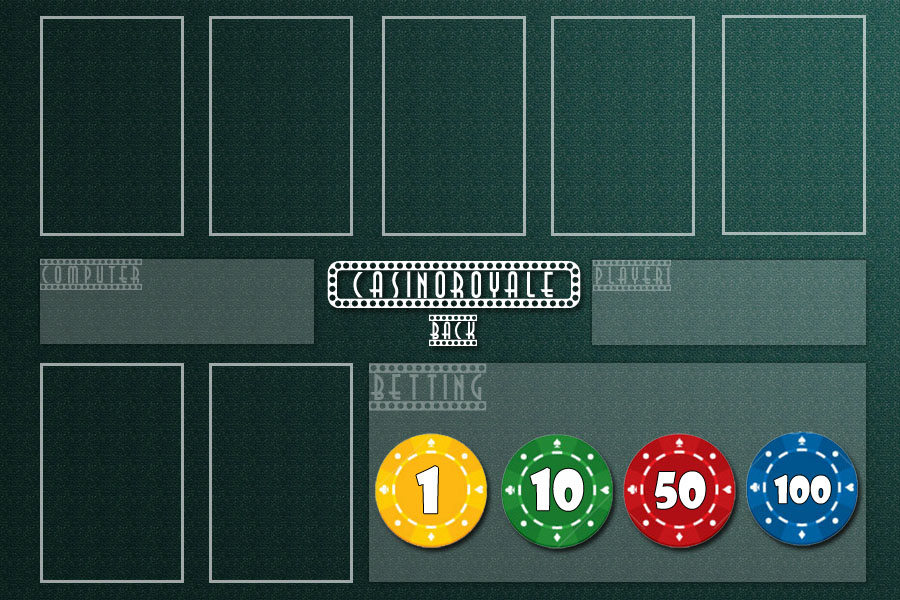 COMPUTER
CASINOROYALE
PLAYER1
BACK
BETTING
1
10
50
100